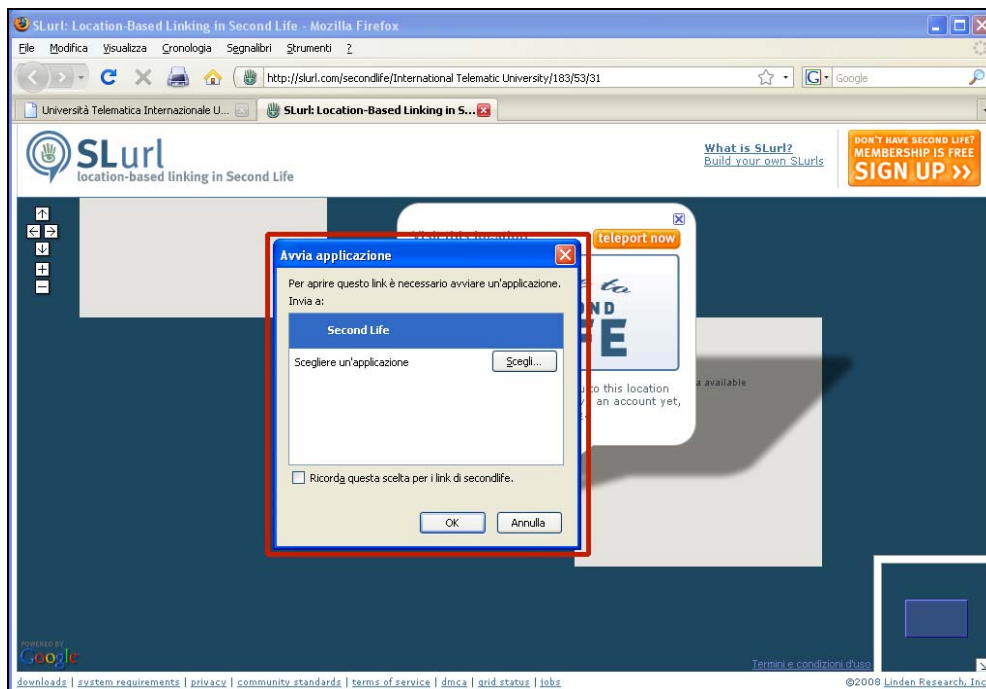 SLurl: Location-Based Linking in Second Life - Mozilla Firefox
File Modifica Visualizza Cronologia Segnalibri Strumenti ?
http://slurl.com/secondlife/International Telematic University/183/53/31
G Google
Università Telematica Internazionale U...
SLurl: Location-Based Linking in S...
SLurl
location-based linking in Second Life
What is SLurl?
Build your own SLurls
DON'T HAVE SECOND LIFE?
MEMBERSHIP IS FREE
SIGN UP >>
teleport now
Avvia applicazione
Per aprire questo link è necessario avviare un'applicazione.
Invia a:
Second Life
Scegliere un'applicazione
Scegli...
to this location
an account yet,
available
Ricorda questa scelta per i link di secondlife.
OK Annulla
POWERED BY
Google
Termini e condizioni d'uso
downloads | system requirements | privacy | community standards | terms of service | dmca | grid status | jobs
©2008 Linden Research, Inc